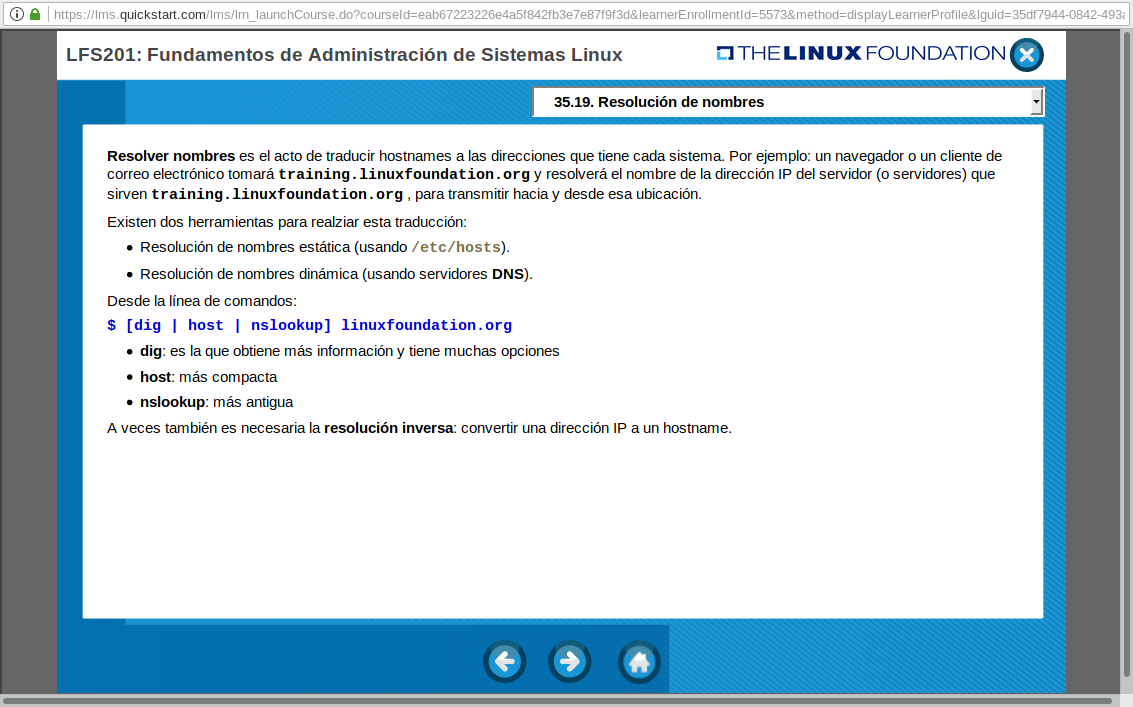 https://lms.quickstart.com/lms/lrn_launchCourse.do?courseId=eab67223226e4a5f842fb3e7e87f9f3d&learnerEnrollmentId=5573&method=displayLearnerProfile&lguid=35df7944-0842-493a
LFS201: Fundamentos de Administración de Sistemas Linux
THE LINUX FOUNDATION
35.19. Resolución de nombres
Resolver nombres es el acto de traducir hostnames a las direcciones que tiene cada sistema. Por ejemplo: un navegador o un cliente de
correo electrónico tomará training.linuxfoundation.org y resolverá el nombre de la dirección IP del servidor (o servidores) que
sirven training.linuxfoundation.org , para transmitir hacia y desde esa ubicación.
Existen dos herramientas para realziar esta traducción:
• Resolución de nombres estática (usando /etc/hosts).
• Resolución de nombres dinámica (usando servidores DNS).
Desde la línea de comandos:
$ [dig | host | nslookup] linuxfoundation.org
• dig: es la que obtiene más información y tiene muchas opciones
• host: más compacta
• nslookup: más antigua
A veces también es necesaria la resolución inversa: convertir una dirección IP a un hostname.